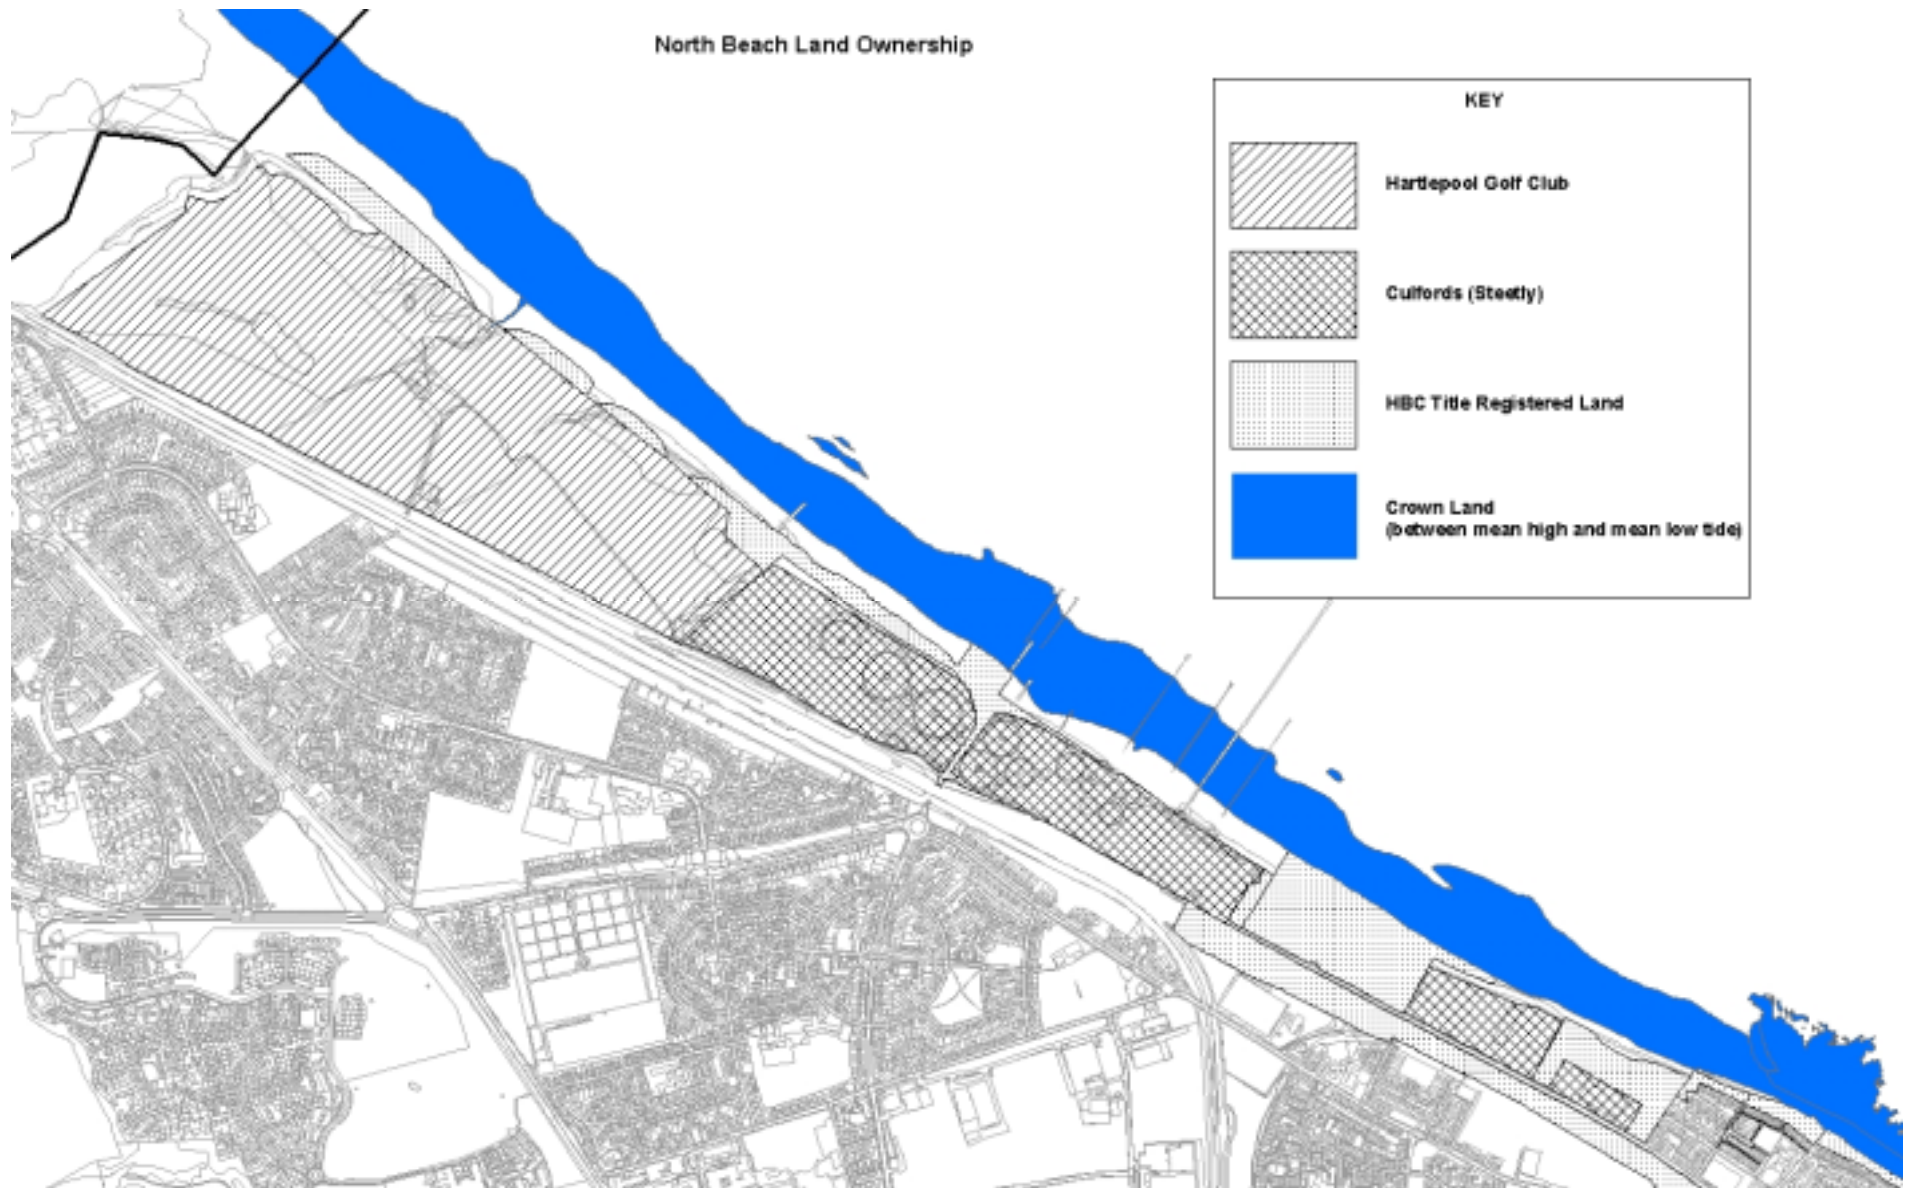 North Beach Land Ownership
KEY
Hartlepool Golf Club
Culfords (Steetly)
HBC Title Registered Land
Crown Land
(between mean high and mean low tide)